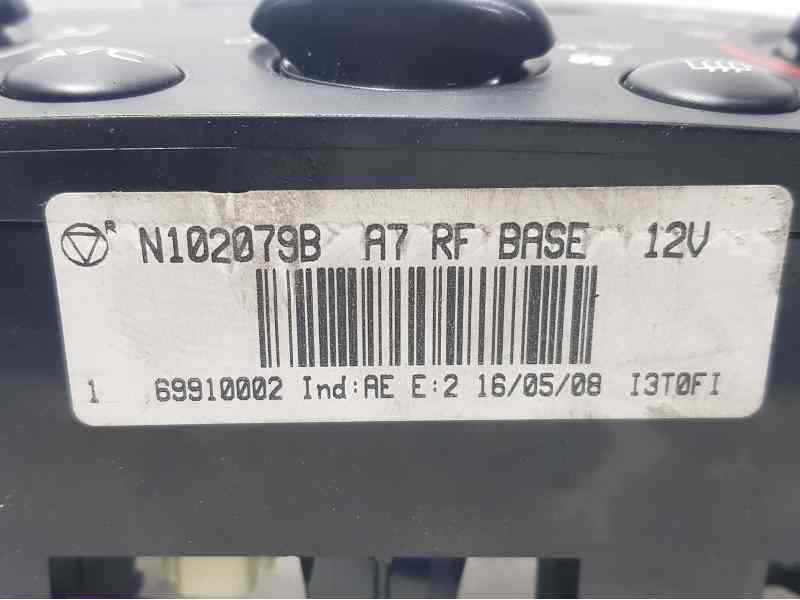 R N102079B A7 RF BASE 12V
1 69910002 Ind:AE E:2 16/05/08 I3T0FI